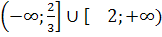 (−∞; 2/3] ∪ [ 2; +∞)